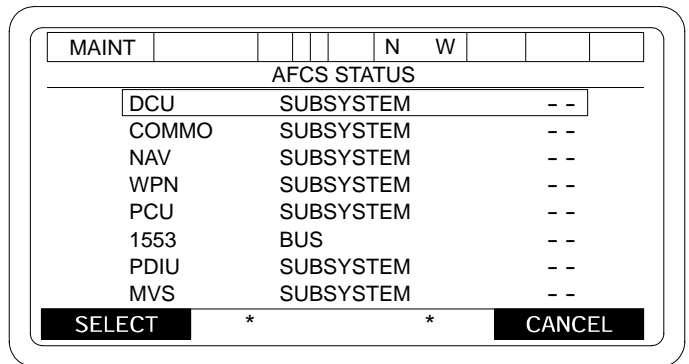 MAINT N W
AFCS STATUS
DCU SUBSYSTEM - -
COMMO SUBSYSTEM - -
NAV SUBSYSTEM - -
WPN SUBSYSTEM - -
PCU SUBSYSTEM - -
1553 BUS - -
PDIU SUBSYSTEM - -
MVS SUBSYSTEM - -
SELECT * * CANCEL